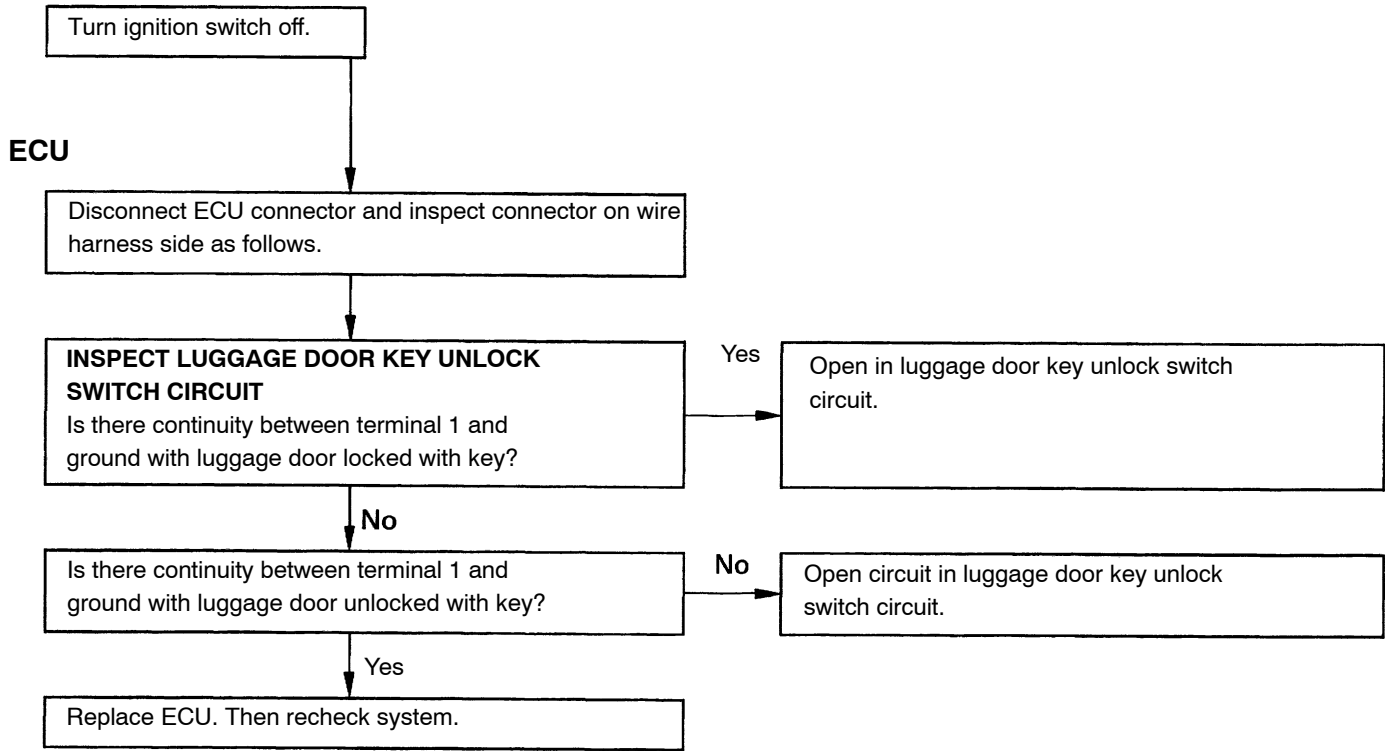 Turn ignition switch off.
ECU
Disconnect ECU connector and inspect connector on wire
harness side as follows.
INSPECT LUGGAGE DOOR KEY UNLOCK
SWITCH CIRCUIT
Is there continuity between terminal 1 and
ground with luggage door locked with key?
Yes
Open in luggage door key unlock switch
circuit.
No
Is there continuity between terminal 1 and
ground with luggage door unlocked with key?
No
Open circuit in luggage door key unlock
switch circuit.
Yes
Replace ECU. Then recheck system.